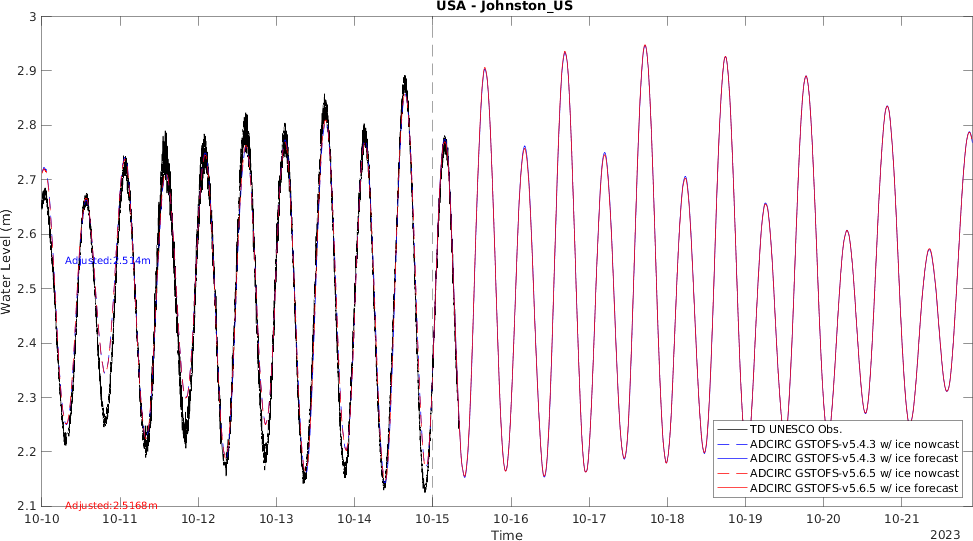 USA - Johnston_US
3
2.9
2.8
2.7
2.6
2.5
2.4
2.3
2.2
2.1
Water Level (m)
Adjusted:2.514m
Adjusted:2.5168m
TD UNESCO Obs.
ADCIRC GSTOFS-v5.4.3 w/ ice nowcast
ADCIRC GSTOFS-v5.4.3 w/ ice forecast
ADCIRC GSTOFS-v5.6.5 w/ ice nowcast
ADCIRC GSTOFS-v5.6.5 w/ ice forecast
10-10 10-11 10-12 10-13 10-14 10-15 10-16 10-17 10-18 10-19 10-20 10-21
Time
2023